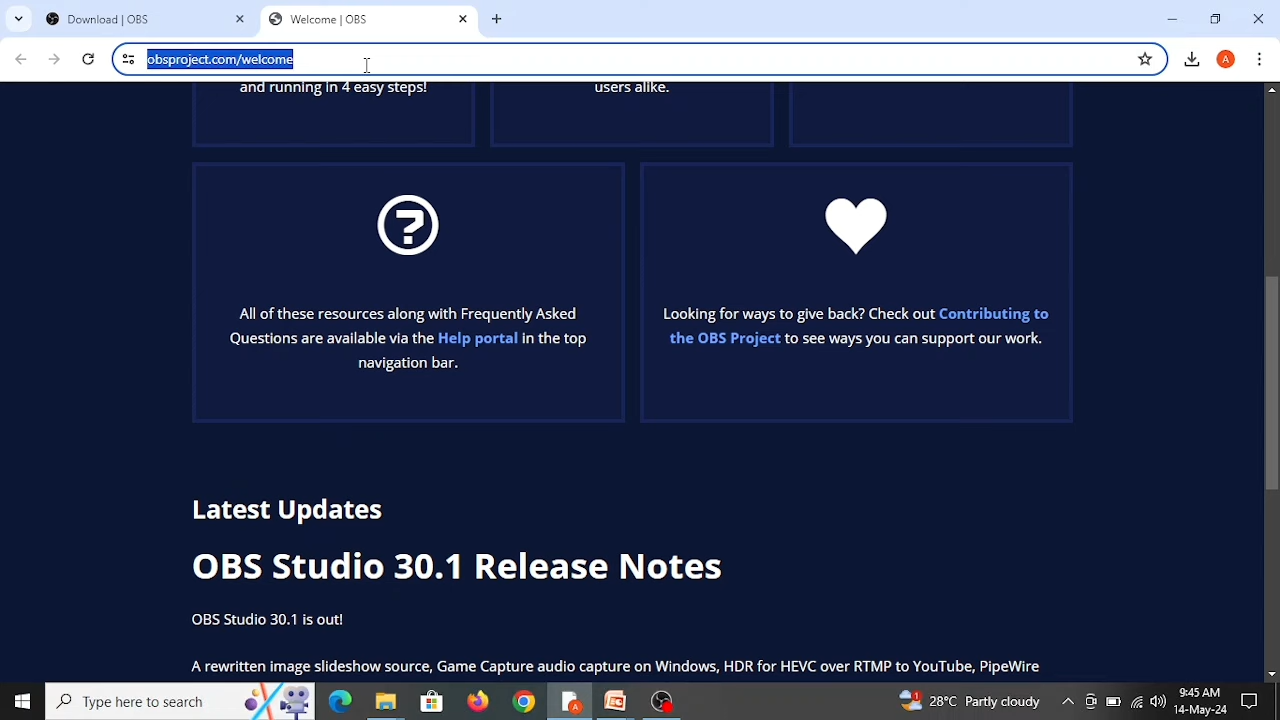 Download | OBS
Welcome | OBS
obsproject.com/welcome
A
and running in 4 easy steps!
users alike.
All of these resources along with Frequently Asked
Questions are available via the Help portal in the top
navigation bar.
Looking for ways to give back? Check out Contributing to
the OBS Project to see ways you can support our work.
Latest Updates
OBS Studio 30.1 Release Notes
OBS Studio 30.1 is out!
A rewritten image slideshow source, Game Capture audio capture on Windows, HDR for HEVC over RTMP to YouTube, PipeWire
Type here to search
1
28°C Partly cloudy
9:45 AM
14-May-24